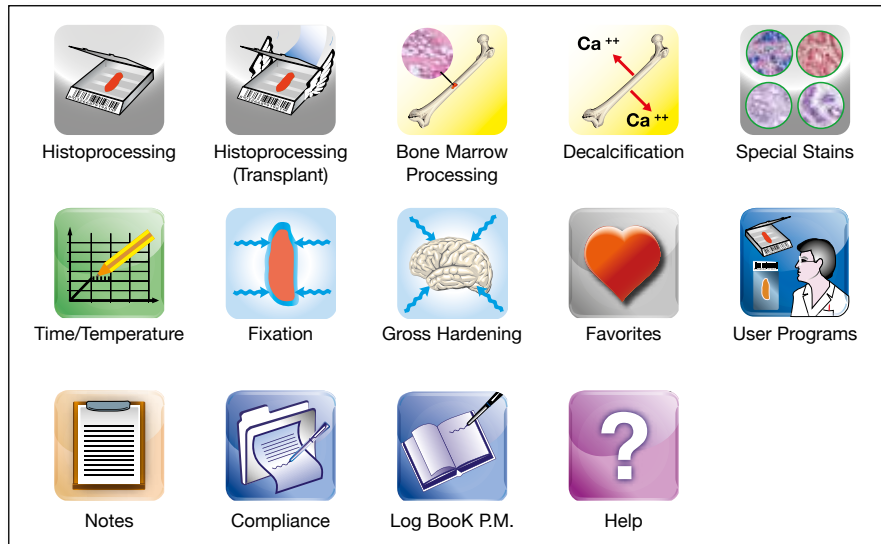 Ca ++
Ca ++
Histoprocessing
Histoprocessing
(Transplant)
Bone Marrow
Processing
Decalcification
Special Stains
Time/Temperature
Fixation
Gross Hardening
Favorites
User Programs
Notes
Compliance
Log BooK P.M.
?
Help